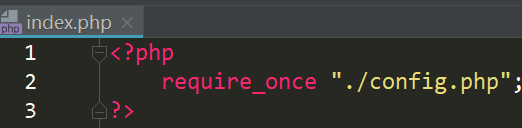 php index.php ×
1 <?php
2     require_once "./config.php";
3 ?>